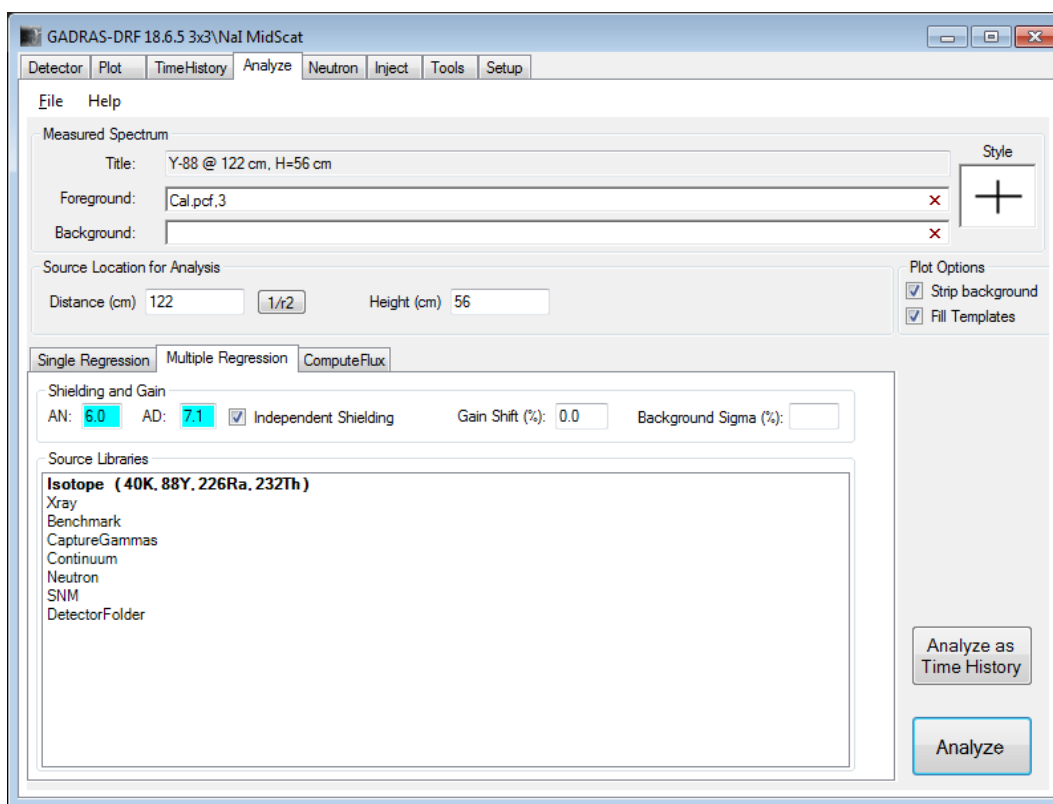 GADRAS-DRF 18.6.5 3x3\NaI MidScat
Detector Plot TimeHistory Analyze Neutron Inject Tools Setup
File Help
Measured Spectrum
Title: Y-88 @ 122 cm, H=56 cm
Style
Foreground: Cal.pcf,3
Background:
Source Location for Analysis
Distance (cm) 122 1/r2 Height (cm) 56
Plot Options
Strip background
Fill Templates
Single Regression Multiple Regression ComputeFlux
Shielding and Gain
AN: 6.0 AD: 7.1 Independent Shielding Gain Shift (%): 0.0 Background Sigma (%):
Source Libraries
Isotope ( 40K, 88Y, 226Ra, 232Th )
Xray
Benchmark
CaptureGammas
Continuum
Neutron
SNM
DetectorFolder
Analyze as
Time History
Analyze